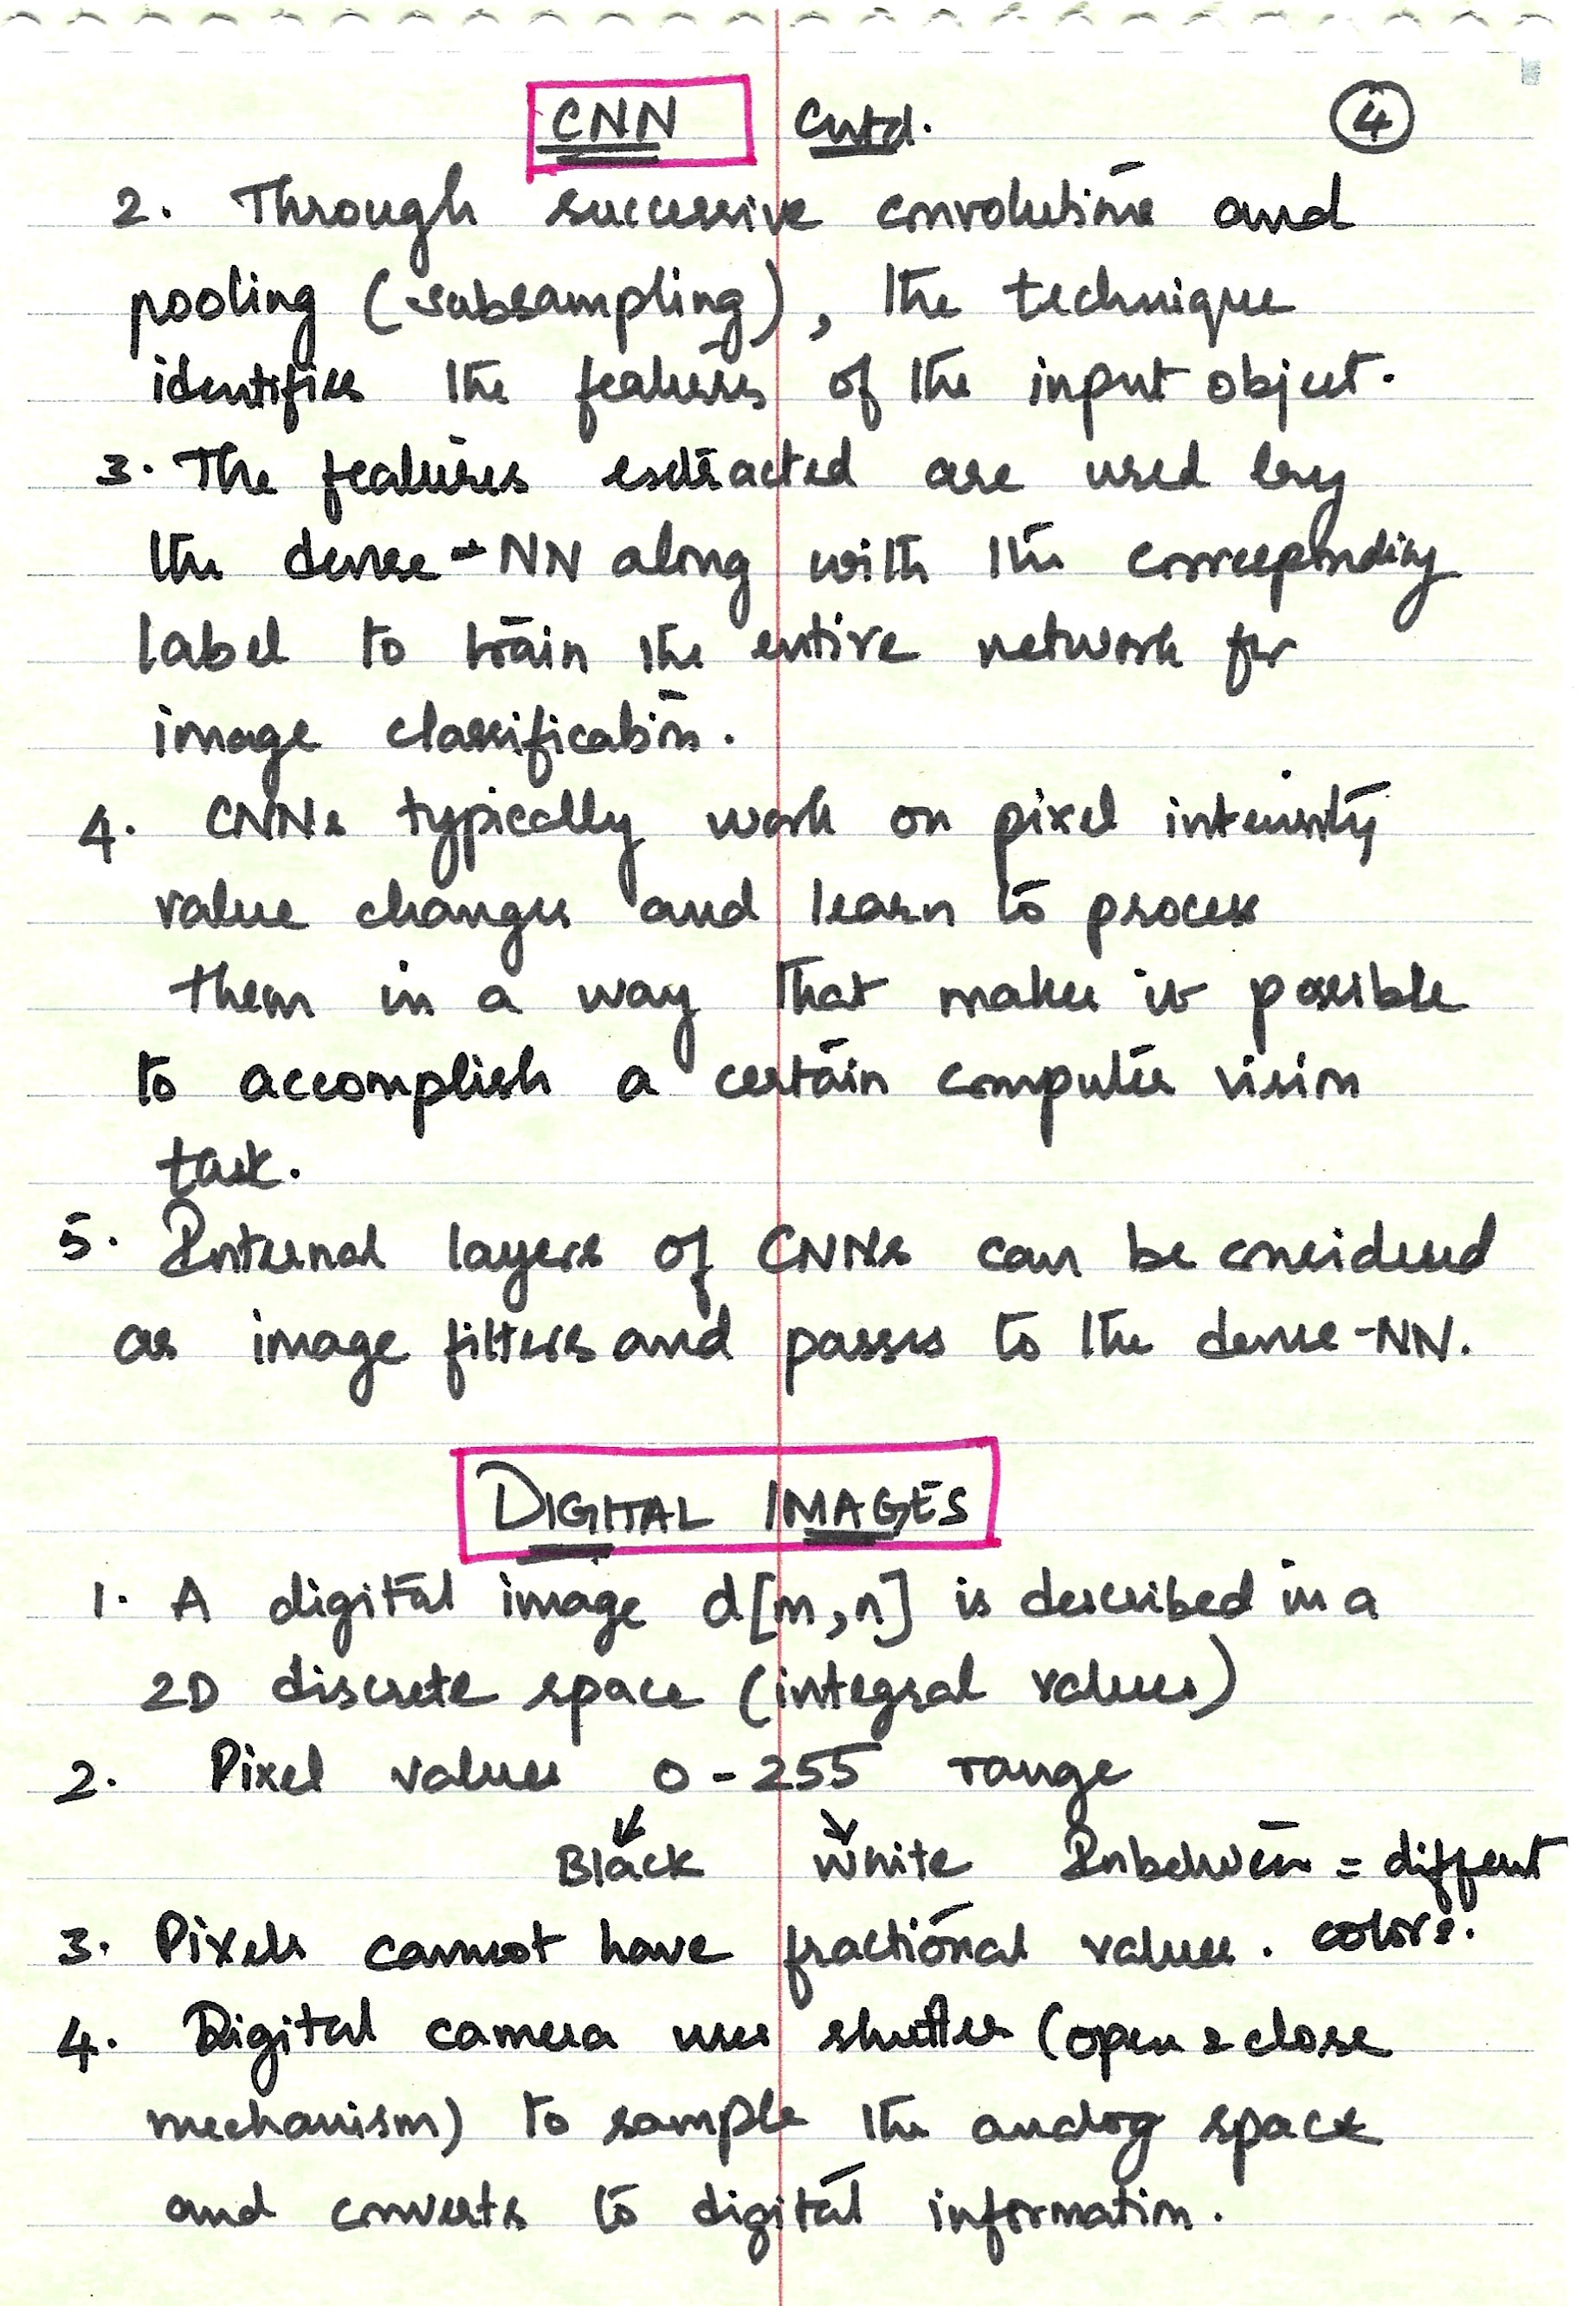 CNN Cntd. 4
2. Through successive convolutions and
pooling (subsampling), the technique
identifies the features of the input object.
3. The features extracted are used by
the dense-NN along with the corresponding
label to train the entire network for
image classification.
4. CNNs typically work on pixel intensity
value changes and learn to process
them in a way that makes it possible
to accomplish a certain computer vision
task.
5. Internal layers of CNNs can be considered
as image filters and passes to the dense-NN.
DIGITAL IMAGES
1. A digital image d[m,n] is described in a
2D discrete space (integral values)
2. Pixel values 0-255 range
Black White Inbetween = diffent
colors.
3. Pixels cannot have fractional values.
4. Digital camera uses shutter (open & close
mechanism) to sample the analog space
and converts to digital information.